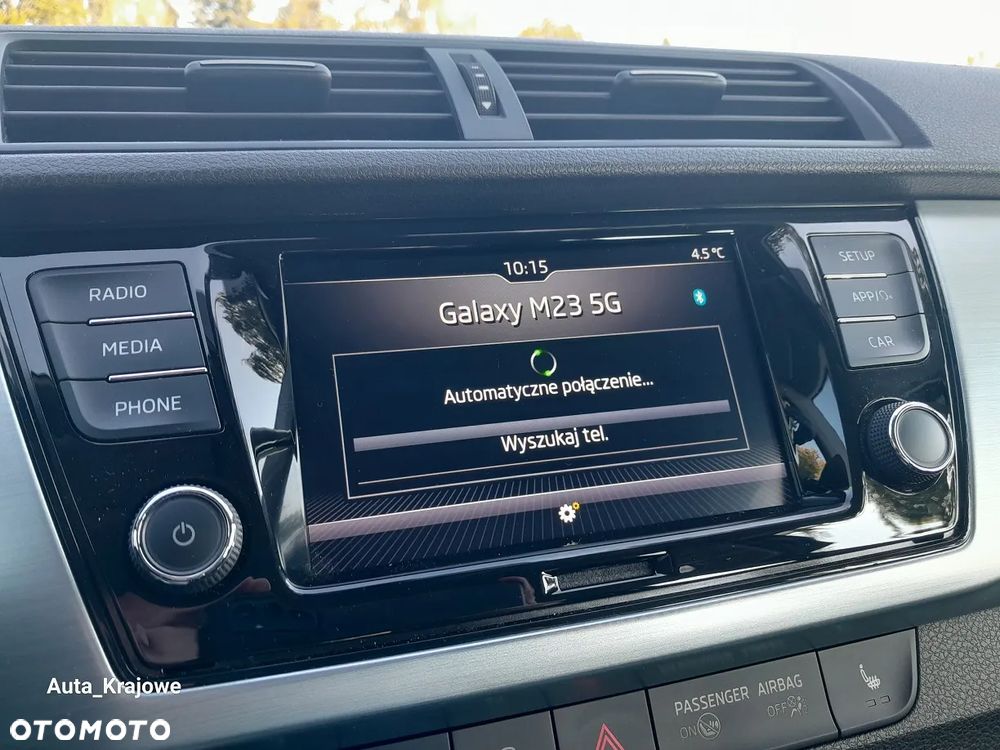 10:15
4.5°C
Galaxy M23 5G
Automatyczne połączenie...
Wyszukaj tel.
RADIO
MEDIA
PHONE
SETUP
APP/
CAR
PASSENGER AIRBAG
ON
OFF
Auta_Krajowe
OTOMOTO